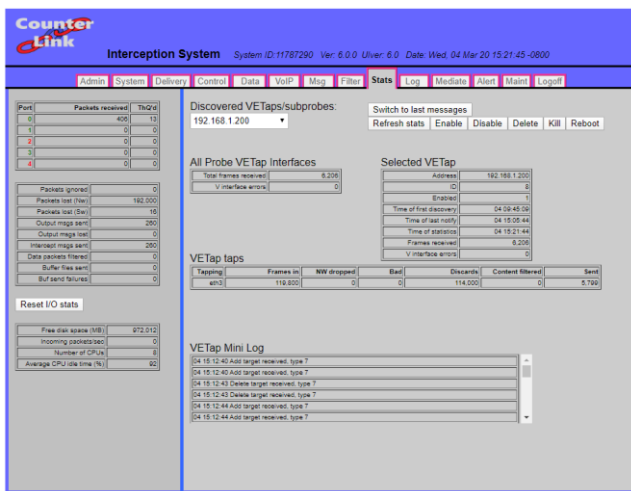 Counter
Link
Interception System System ID:11787290 Ver: 6.0.0 UIver: 6.0 Date: Wed, 04 Mar 20 15:21:45 -0800
Admin System Delivery Control Data VoIP Msg Filter Stats Log Mediate Alert Maint Logoff
Port Packets received ThQ'd
0 406 13
1 0 0
2 0 0
3 0 0
4 0 0
Packets ignored 0
Packets lost (Nw) 192,000
Packets lost (Sw) 16
Output msgs sent 260
Output msgs lost 0
Intercept msgs sent 260
Data packets filtered 0
Buffer files sent 0
Buf send failures 0
Reset I/O stats
Free disk space (MB) 972,012
Incoming packets/sec 0
Number of CPUs 8
Average CPU idle time (%) 92
Discovered VETaps/subprobes:
192.168.1.200
Switch to last messages
Refresh stats Enable Disable Delete Kill Reboot
All Probe VETap Interfaces
Total frames received 6,206
V interface errors 0
Selected VETap
Address 192.168.1.200
ID 8
Enabled 1
Time of first discovery 04 09:45:09
Time of last notify 04 15:05:44
Time of statistics 04 15:21:44
Frames received 6,206
V interface errors 0
VETap taps
Tapping Frames in NW dropped Bad Discards Content filtered Sent
eth3 119,800 0 0 114,000 0 5,799
VETap Mini Log
04 15:12:40 Add target received, type 7
04 15:12:43 Delete target received, type 7
04 15:12:43 Delete target received, type 7
04 15:12:44 Add target received, type 7
04 15:12:44 Add target received, type 7